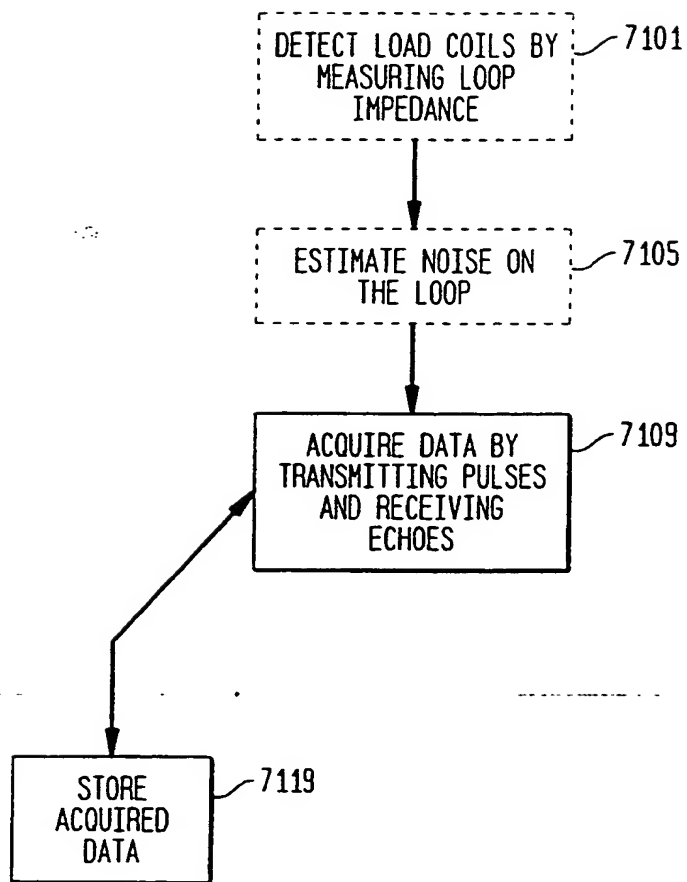 DETECT LOAD COILS BY
MEASURING LOOP
IMPEDANCE
7101
ESTIMATE NOISE ON
THE LOOP
7105
ACQUIRE DATA BY
TRANSMITTING PULSES
AND RECEIVING
ECHOES
7109
STORE
ACQUIRED
DATA
7119